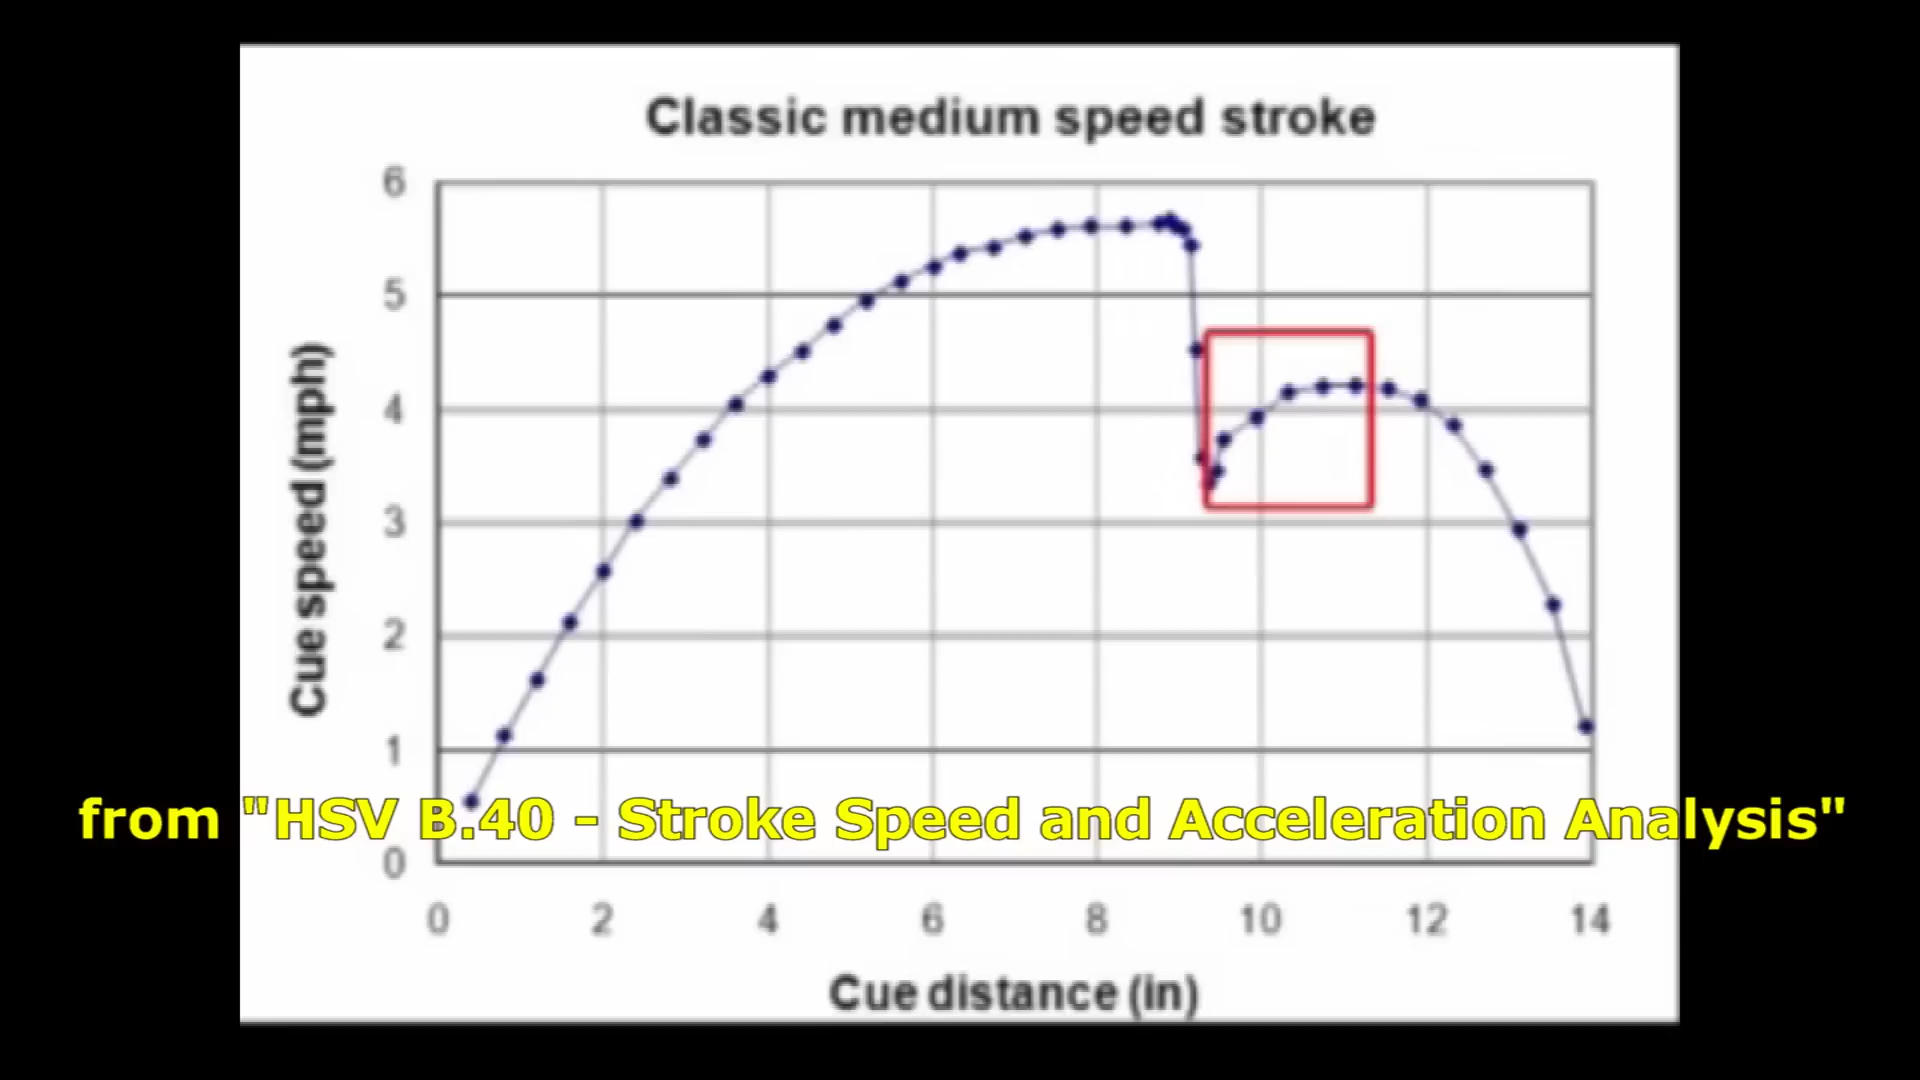 Classic medium speed stroke
6
5
4
3
2
1
0
Cue speed (mph)
from "HSV B.40 - Stroke Speed and Acceleration Analysis"
0 2 4 6 8 10 12 14
Cue distance (in)